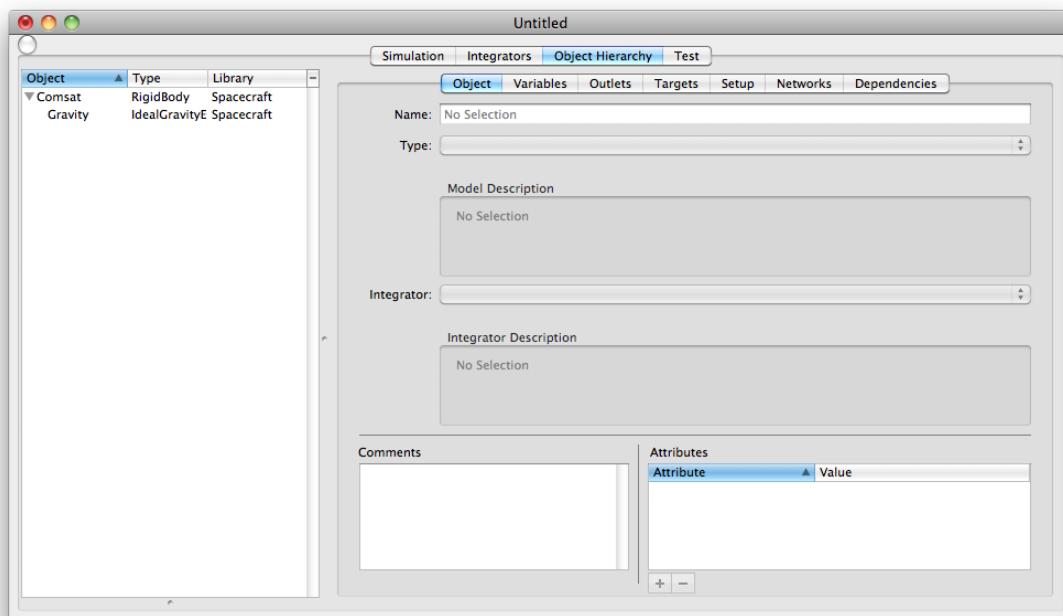 Untitled
Simulation Integrators Object Hierarchy Test
Object Type Library
Comsat RigidBody Spacecraft
Gravity IdealGravityE Spacecraft
Object Variables Outlets Targets Setup Networks Dependencies
Name: No Selection
Type:
Model Description
No Selection
Integrator:
Integrator Description
No Selection
Comments
Attributes
Attribute Value